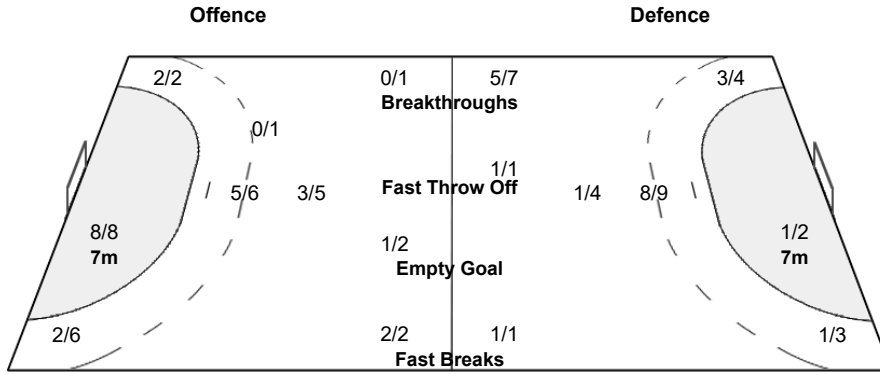 Offence Defence
2/2 0/1 5/7 3/4
Breakthroughs
0/1
1/1
Fast Throw Off
5/6 3/5 1/4 8/9
8/8 1/2 1/2
7m 7m
Empty Goal
2/6 2/2 1/1 1/3
Fast Breaks